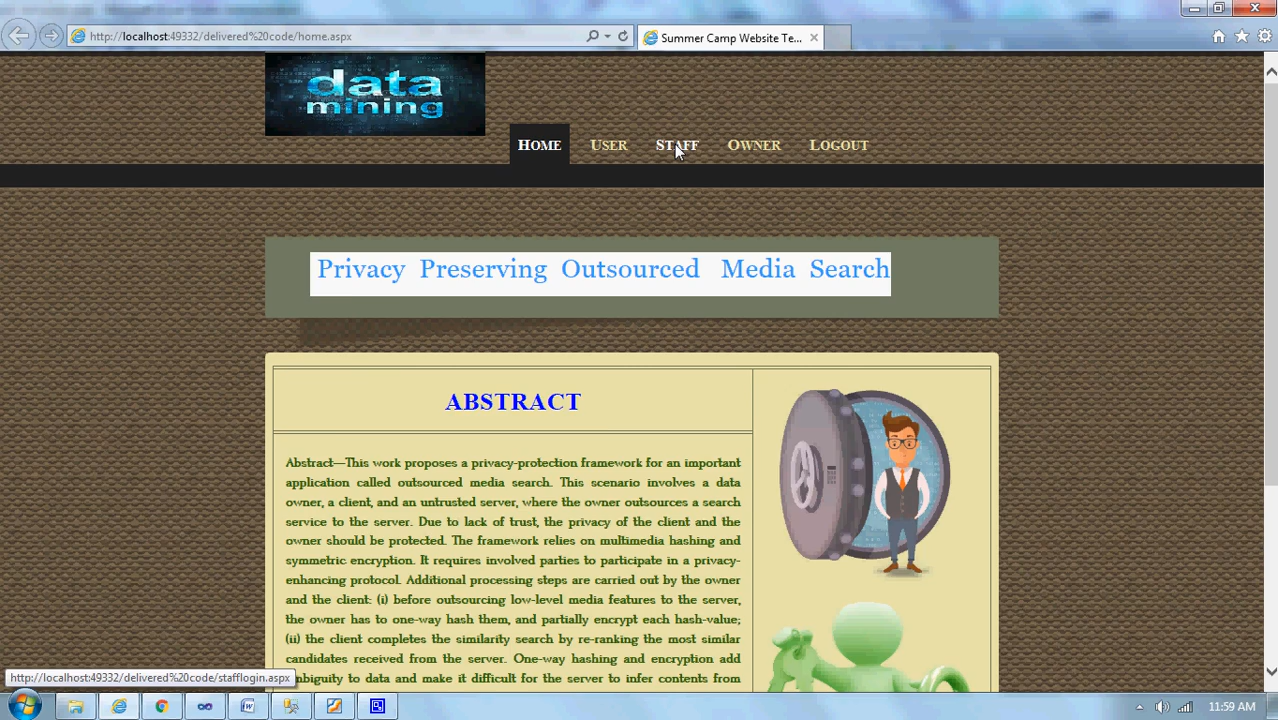 http://localhost:49332/delivered%20code/home.aspx
Summer Camp Website Te...
data
mining
HOME
USER
STAFF
OWNER
LOGOUT
Privacy Preserving Outsourced Media Search
ABSTRACT
Abstract—This work proposes a privacy-protection framework for an important
application called outsourced media search. This scenario involves a data
owner, a client, and an untrusted server, where the owner outsources a search
service to the server. Due to lack of trust, the privacy of the client and the
owner should be protected. The framework relies on multimedia hashing and
symmetric encryption. It requires involved parties to participate in a privacy-
enhancing protocol. Additional processing steps are carried out by the owner
and the client: (i) before outsourcing low-level media features to the server,
the owner has to one-way hash them, and partially encrypt each hash-value;
(ii) the client completes the similarity search by re-ranking the most similar
candidates received from the server. One-way hashing and encryption add
ambiguity to data and make it difficult for the server to infer contents from
http://localhost:49332/delivered%20code/stafflogin.aspx
11:59 AM